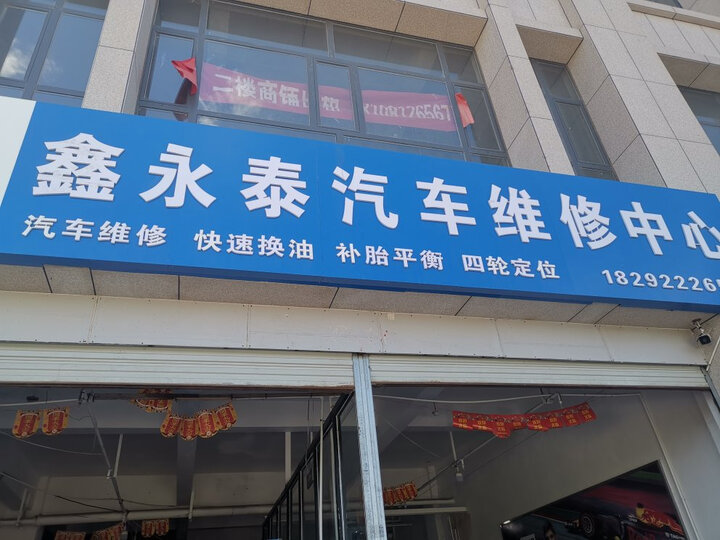 二楼商铺出租
鑫永泰汽车维修中心
汽车维修 快速换油 补胎平衡 四轮定位 1829222265